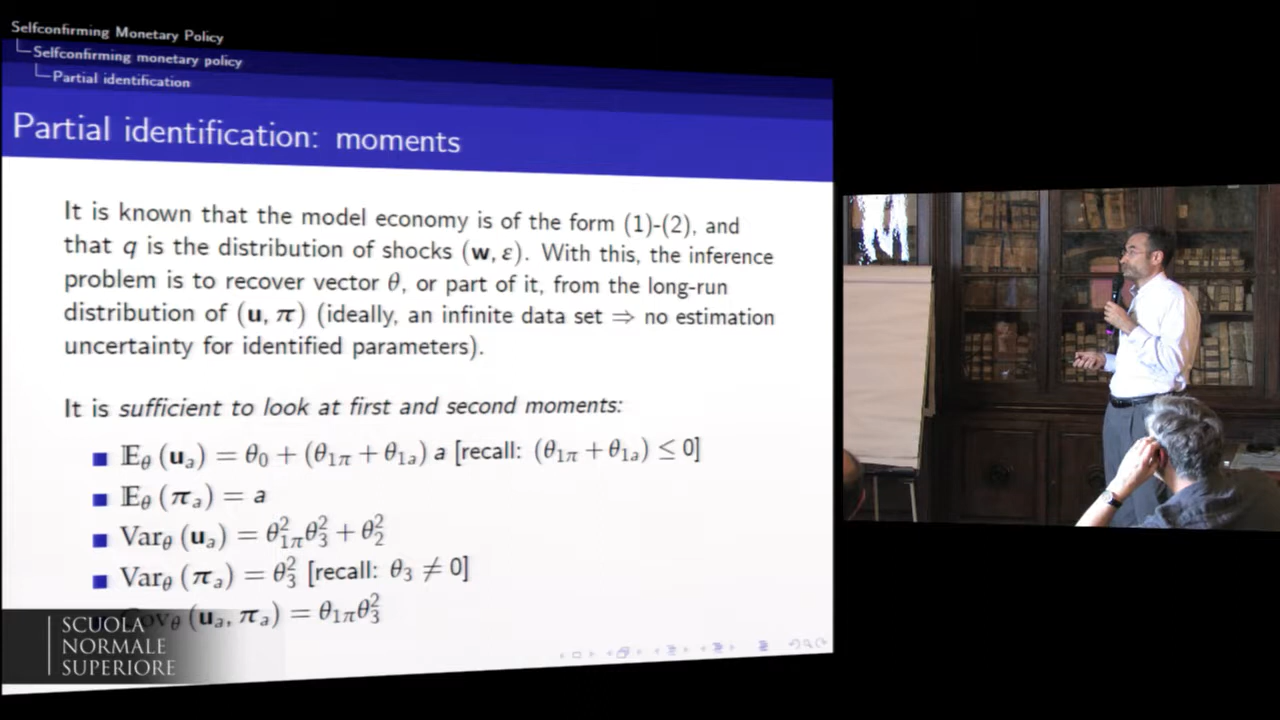 Selfconfirming Monetary Policy
Selfconfirming monetary policy
Partial identification
Partial identification: moments
It is known that the model economy is of the form (1)-(2), and
that q is the distribution of shocks (w, ε). With this, the inference
problem is to recover vector θ, or part of it, from the long-run
distribution of (u, π) (ideally, an infinite data set ⇒ no estimation
uncertainty for identified parameters).
It is sufficient to look at first and second moments:
𝔼θ (uₐ) = θ₀ + (θ₁π + θ₁ₐ) a [recall: (θ₁π + θ₁ₐ) ≤ 0]
𝔼θ (πₐ) = a
Varθ (uₐ) = θ²₁πθ²₃ + θ²₂
Varθ (πₐ) = θ²₃ [recall: θ₃ ≠ 0]
Covθ (uₐ, πₐ) = θ₁πθ²₃
SCUOLA
NORMALE
SUPERIORE